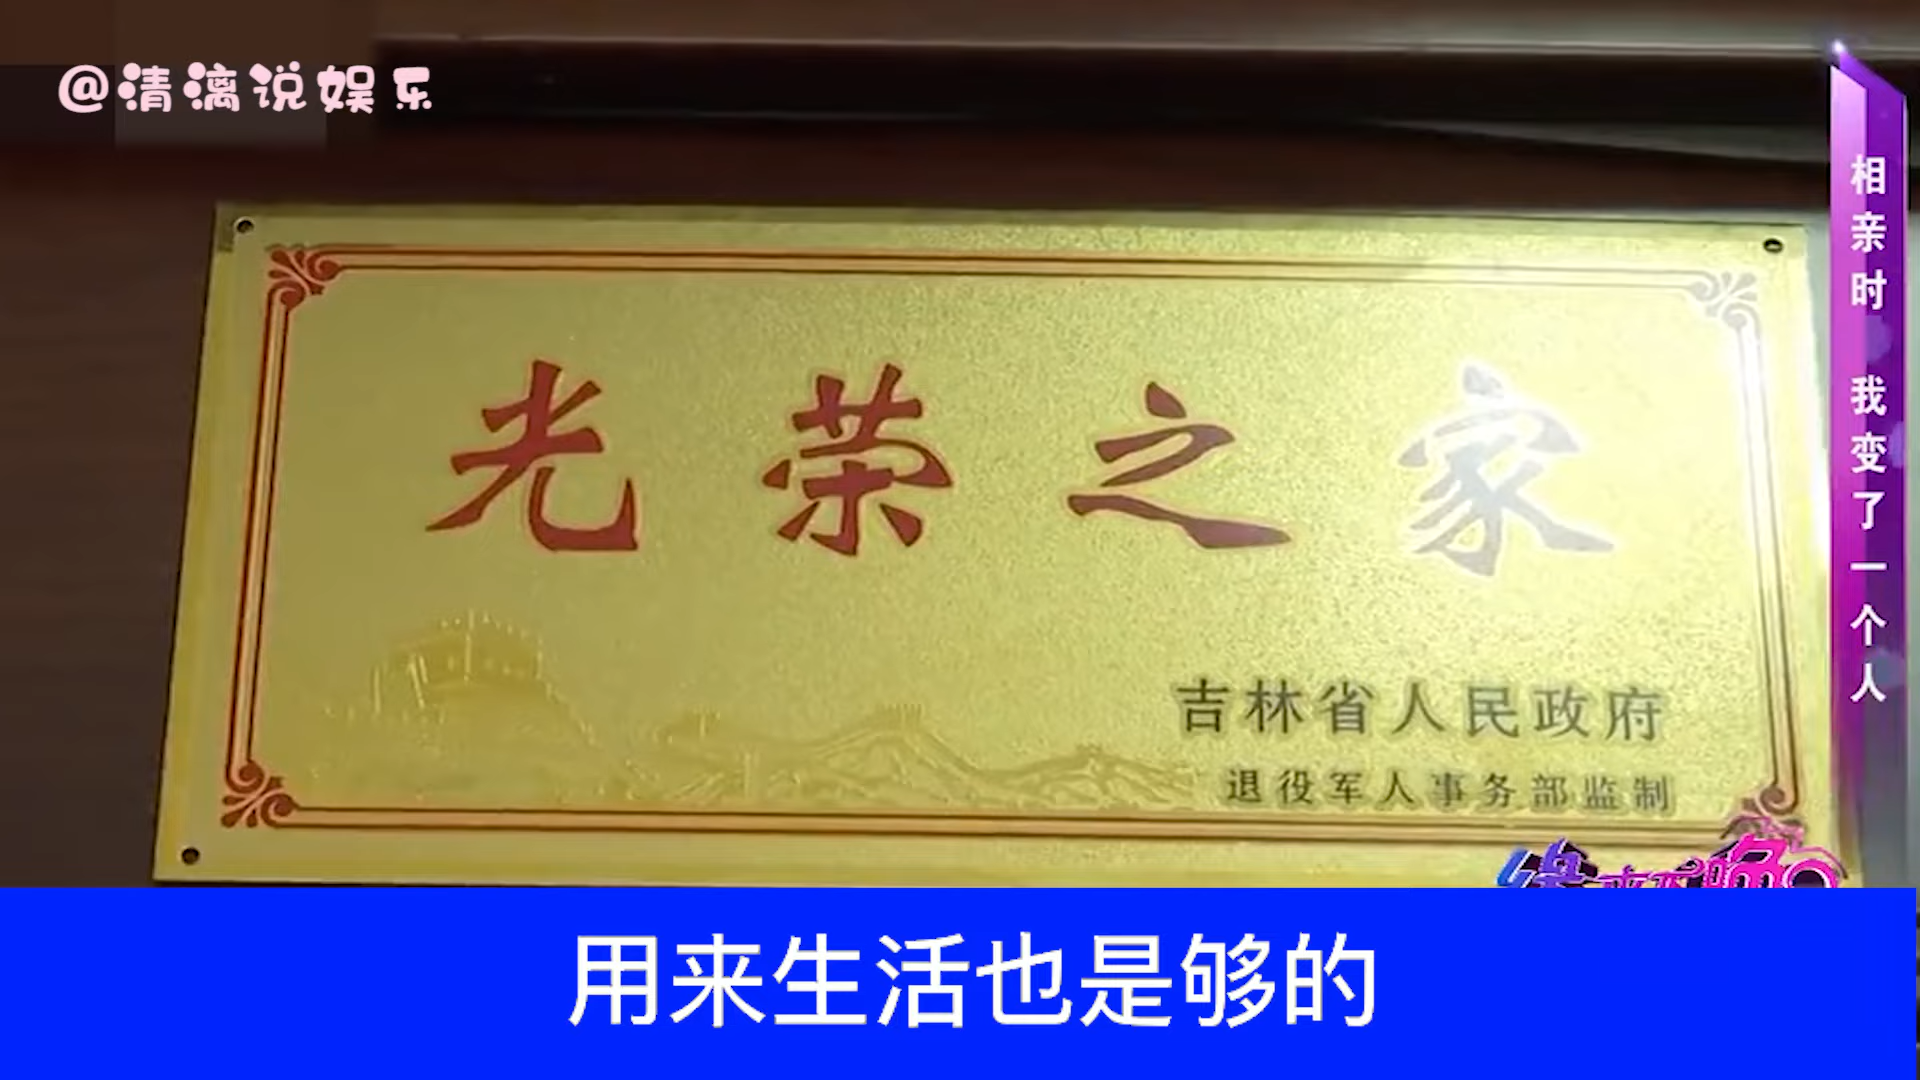 @清漓说娱乐
相亲时 我变了一个人
光荣之家
吉林省人民政府
退役军人事务部监制
用来生活也是够的